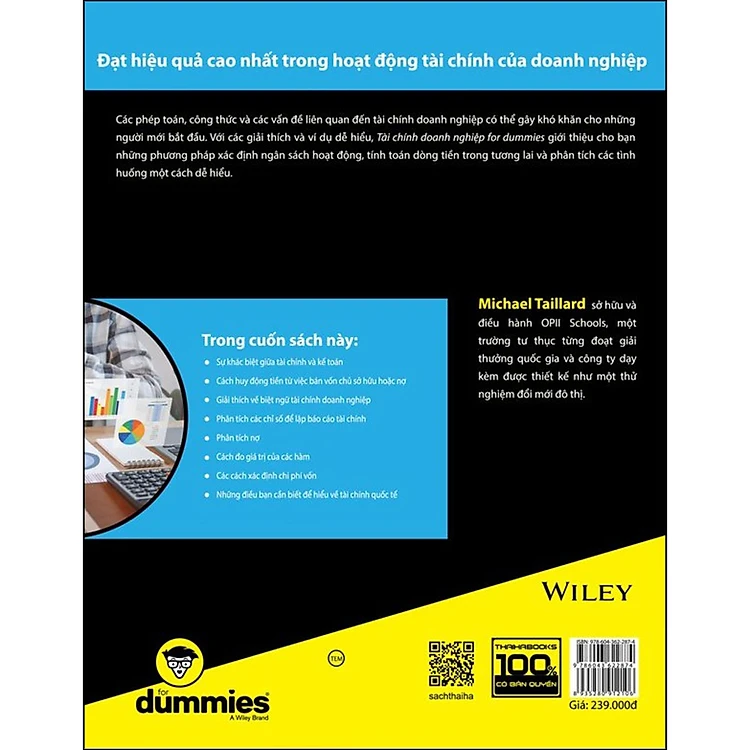 Đạt hiệu quả cao nhất trong hoạt động tài chính của doanh nghiệp
Các phép toán, công thức và các vấn đề liên quan đến tài chính doanh nghiệp có thể gây khó khăn cho những
người mới bắt đầu. Với các giải thích và ví dụ dễ hiểu, Tài chính doanh nghiệp for dummies giới thiệu cho bạn
những phương pháp xác định ngân sách hoạt động, tính toán dòng tiền trong tương lai và phân tích các tình
huống một cách dễ hiểu.
Trong cuốn sách này:
Sự khác biệt giữa tài chính và kế toán
Cách huy động tiền từ việc bán vốn chủ sở hữu hoặc nợ
Giải thích về biệt ngữ tài chính doanh nghiệp
Phân tích các chỉ số để lập báo cáo tài chính
Phân tích nợ
Cách đo giá trị của các hàm
Các cách xác định chi phí vốn
Những điều bạn cần biết để hiểu về tài chính quốc tế
Michael Taillard sở hữu và
điều hành OPII Schools, một
trường tư thục từng đoạt giải
thưởng quốc gia và công ty dạy
kèm được thiết kế như một thử
nghiệm đổi mới đô thị.
WILEY
for
dummies®
A Wiley Brand
TEM
sachthaiha
THAIHABOOKS
100%
CÓ BẢN QUYỀN
ISBN: 978-604-362-287-4
9 786043 622874
8 935280 912106
Giá: 239.000đ